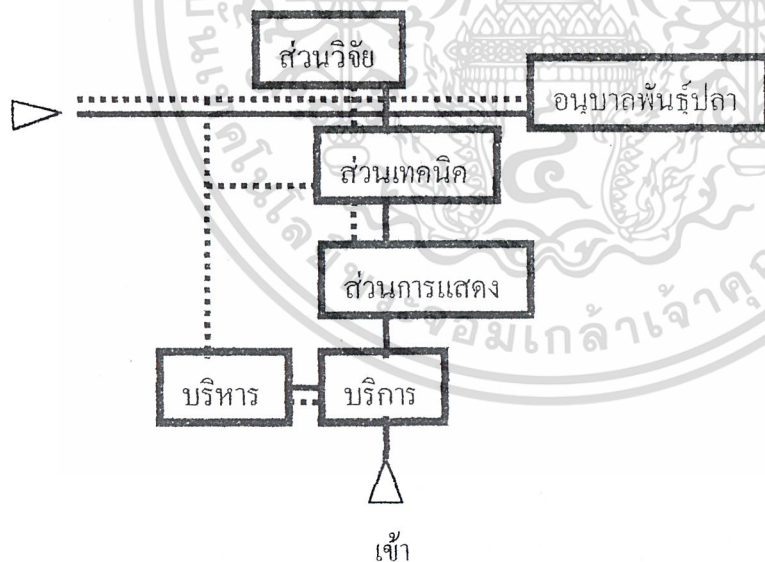 ส่วนวิจัย
อนุบาลพันธุ์ปลา
ส่วนเทคนิค
ส่วนการแสดง
บริหาร
บริการ
เข้า